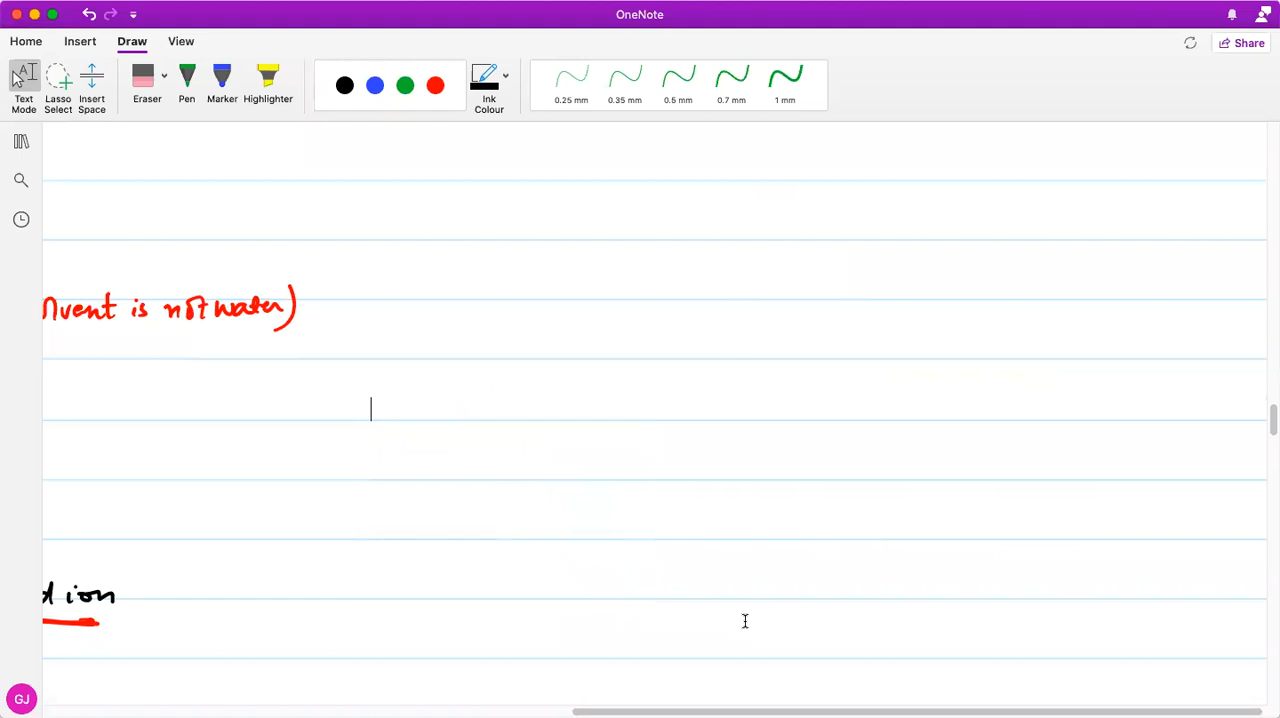 OneNote
Home Insert Draw View
Share
Text Mode
Lasso Select
Insert Space
Eraser
Pen
Marker
Highlighter
Ink Colour
0.25 mm
0.35 mm
0.5 mm
0.7 mm
1 mm
lvent is not water)
d ion
GJ